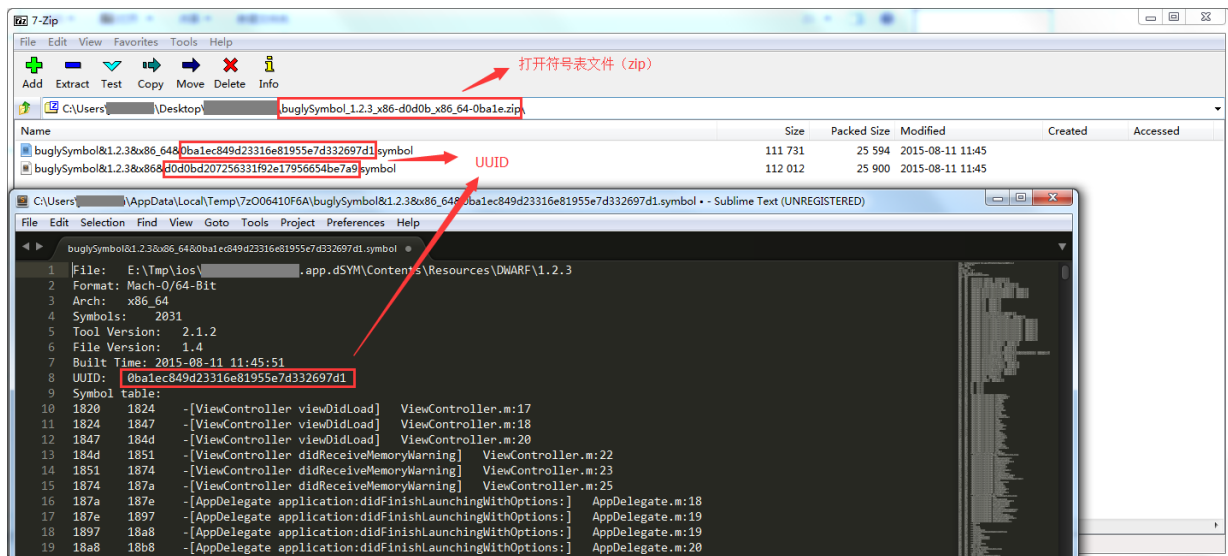 7-Zip
File Edit View Favorites Tools Help
Add Extract Test Copy Move Delete Info
打开符号表文件（zip）
C:\Users\ \Desktop\ \buglySymbol_1.2.3_x86-d0d0b_x86_64-0ba1e.zip\
Name Size Packed Size Modified Created Accessed
buglySymbol&1.2.3&x86_64&0ba1ec849d23316e81955e7d332697d1.symbol 111 731 25 594 2015-08-11 11:45
buglySymbol&1.2.3&x86&d0d0bd207256331f92e17956654be7a9.symbol 112 012 25 900 2015-08-11 11:45
UUID
C:\Users\ \AppData\Local\Temp\7zO06410F6A\buglySymbol&1.2.3&x86_64&0ba1ec849d23316e81955e7d332697d1.symbol • - Sublime Text (UNREGISTERED)
File Edit Selection Find View Goto Tools Project Preferences Help
buglySymbol&1.2.3&x86_64&0ba1ec849d23316e81955e7d332697d1.symbol
1 File: E:\Tmp\ios\ .app.dSYM\Contents\Resources\DWARF\1.2.3
2 Format: Mach-O/64-Bit
3 Arch: x86_64
4 Symbols: 2031
5 Tool Version: 2.1.2
6 File Version: 1.4
7 Built Time: 2015-08-11 11:45:51
8 UUID: 0ba1ec849d23316e81955e7d332697d1
9 Symbol table:
10 1820 1824 -[ViewController viewDidLoad] ViewController.m:17
11 1824 1847 -[ViewController viewDidLoad] ViewController.m:18
12 1847 184d -[ViewController viewDidLoad] ViewController.m:20
13 184d 1851 -[ViewController didReceiveMemoryWarning] ViewController.m:22
14 1851 1874 -[ViewController didReceiveMemoryWarning] ViewController.m:23
15 1874 187a -[ViewController didReceiveMemoryWarning] ViewController.m:25
16 187a 187e -[AppDelegate application:didFinishLaunchingWithOptions:] AppDelegate.m:18
17 187e 1897 -[AppDelegate application:didFinishLaunchingWithOptions:] AppDelegate.m:19
18 1897 18a8 -[AppDelegate application:didFinishLaunchingWithOptions:] AppDelegate.m:19
19 18a8 18b8 -[AppDelegate application:didFinishLaunchingWithOptions:] AppDelegate.m:20